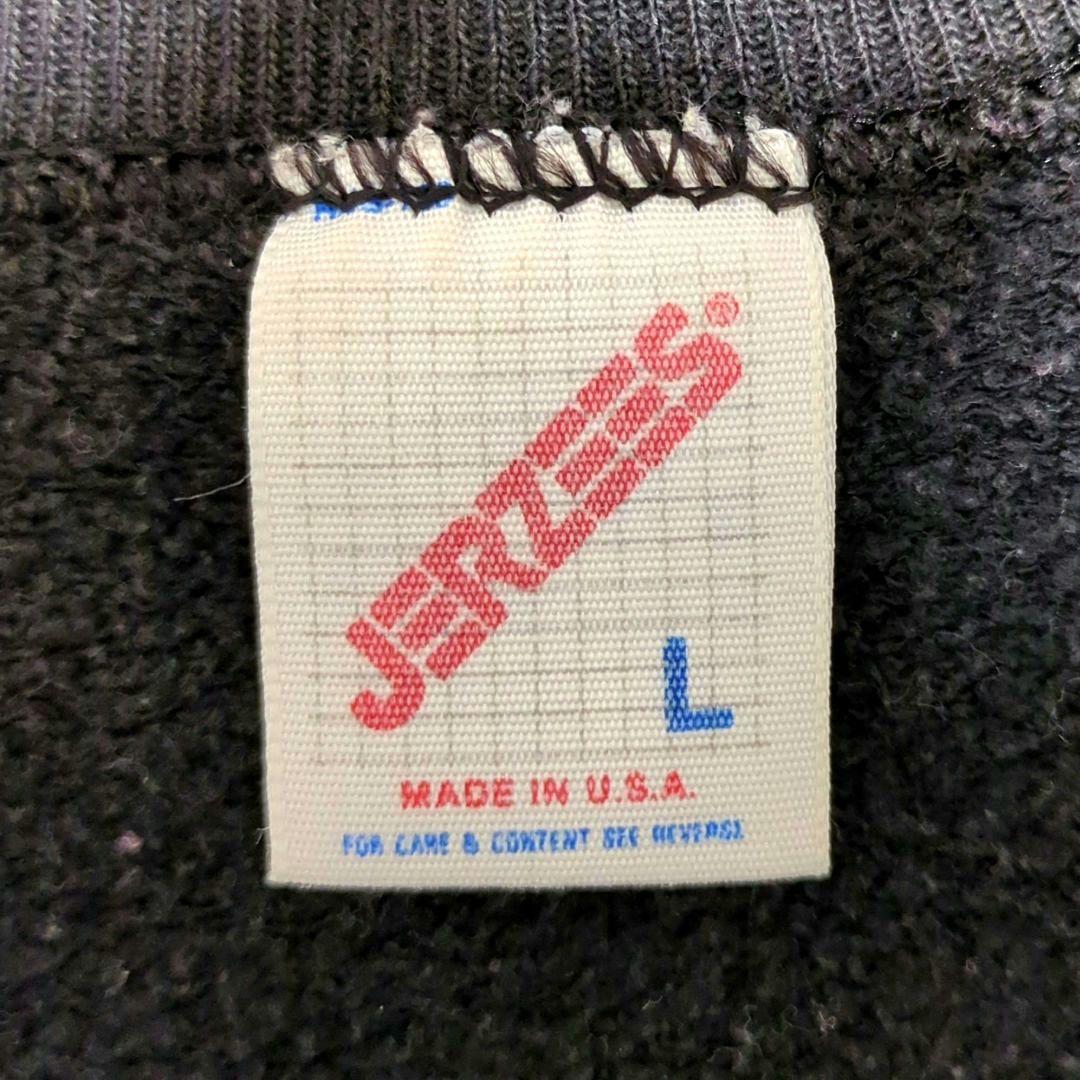 JERZEES®
L
MADE IN U.S.A.
FOR CARE & CONTENT SEE REVERSE